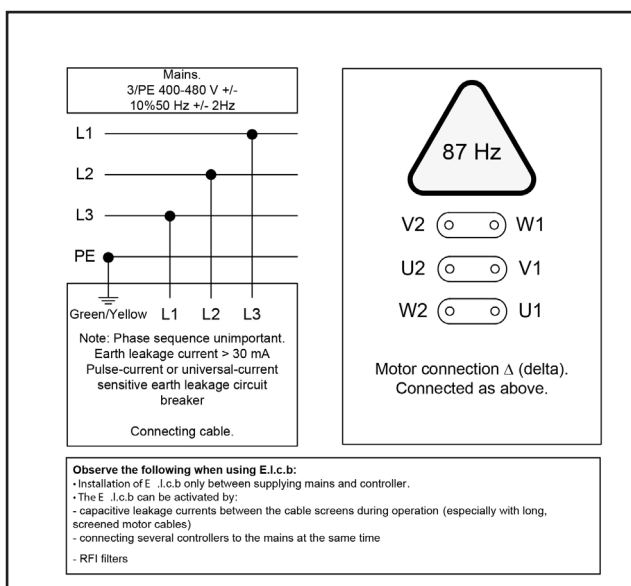 Mains.
3/PE 400-480 V +/-
10%50 Hz +/- 2Hz
L1
L2
L3
PE
Green/Yellow L1 L2 L3
Note: Phase sequence unimportant.
Earth leakage current > 30 mA
Pulse-current or universal-current
sensitive earth leakage circuit
breaker
Connecting cable.
87 Hz
V2 W1
U2 V1
W2 U1
Motor connection Δ (delta).
Connected as above.
Observe the following when using E.l.c.b:
• Installation of E .l.c.b only between supplying mains and controller.
• The E .l.c.b can be activated by:
- capacitive leakage currents between the cable screens during operation (especially with long,
screened motor cables)
- connecting several controllers to the mains at the same time
- RFI filters